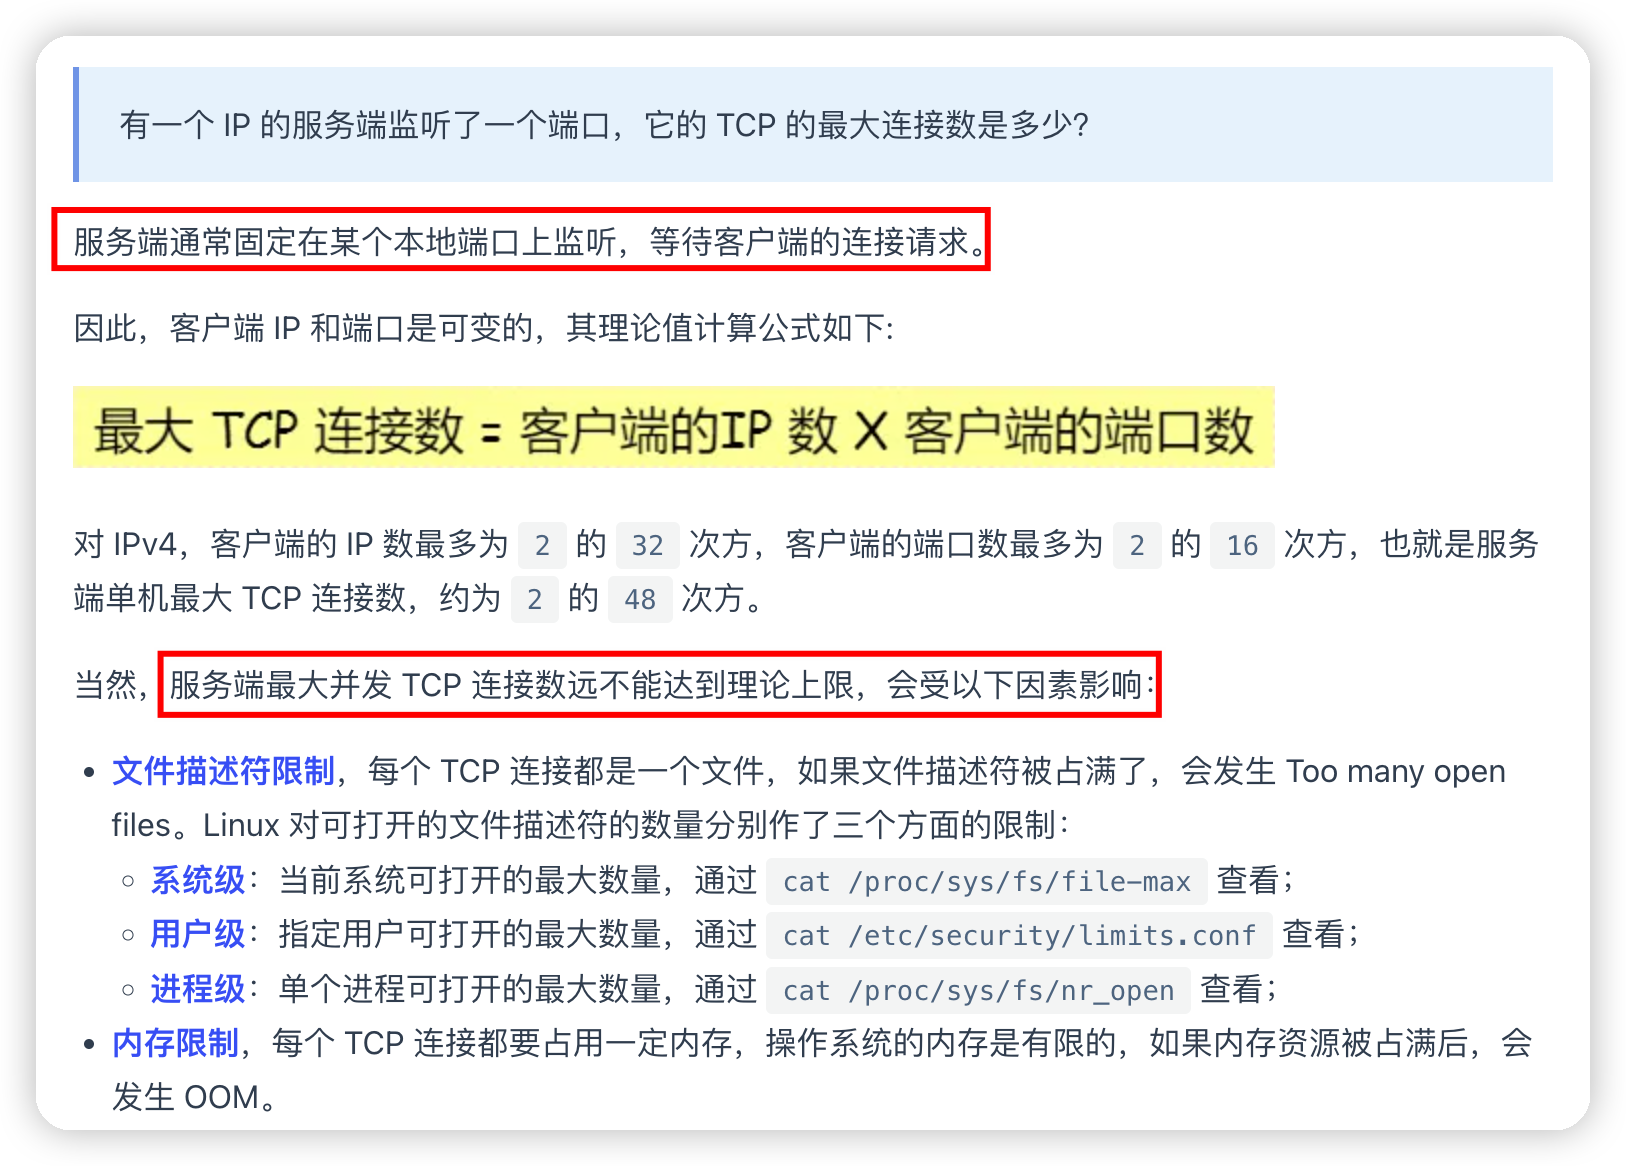 有一个 IP 的服务端监听了一个端口，它的 TCP 的最大连接数是多少？
服务端通常固定在某个本地端口上监听，等待客户端的连接请求。
因此，客户端 IP 和端口是可变的，其理论值计算公式如下:
最大 TCP 连接数 = 客户端的IP 数 X 客户端的端口数
对 IPv4，客户端的 IP 数最多为 2 的 32 次方，客户端的端口数最多为 2 的 16 次方，也就是服务
端单机最大 TCP 连接数，约为 2 的 48 次方。
当然，服务端最大并发 TCP 连接数远不能达到理论上限，会受以下因素影响：
• 文件描述符限制，每个 TCP 连接都是一个文件，如果文件描述符被占满了，会发生 Too many open
files。Linux 对可打开的文件描述符的数量分别作了三个方面的限制：
○ 系统级：当前系统可打开的最大数量，通过 cat /proc/sys/fs/file-max 查看；
○ 用户级：指定用户可打开的最大数量，通过 cat /etc/security/limits.conf 查看；
○ 进程级：单个进程可打开的最大数量，通过 cat /proc/sys/fs/nr_open 查看；
• 内存限制，每个 TCP 连接都要占用一定内存，操作系统的内存是有限的，如果内存资源被占满后，会
发生 OOM。